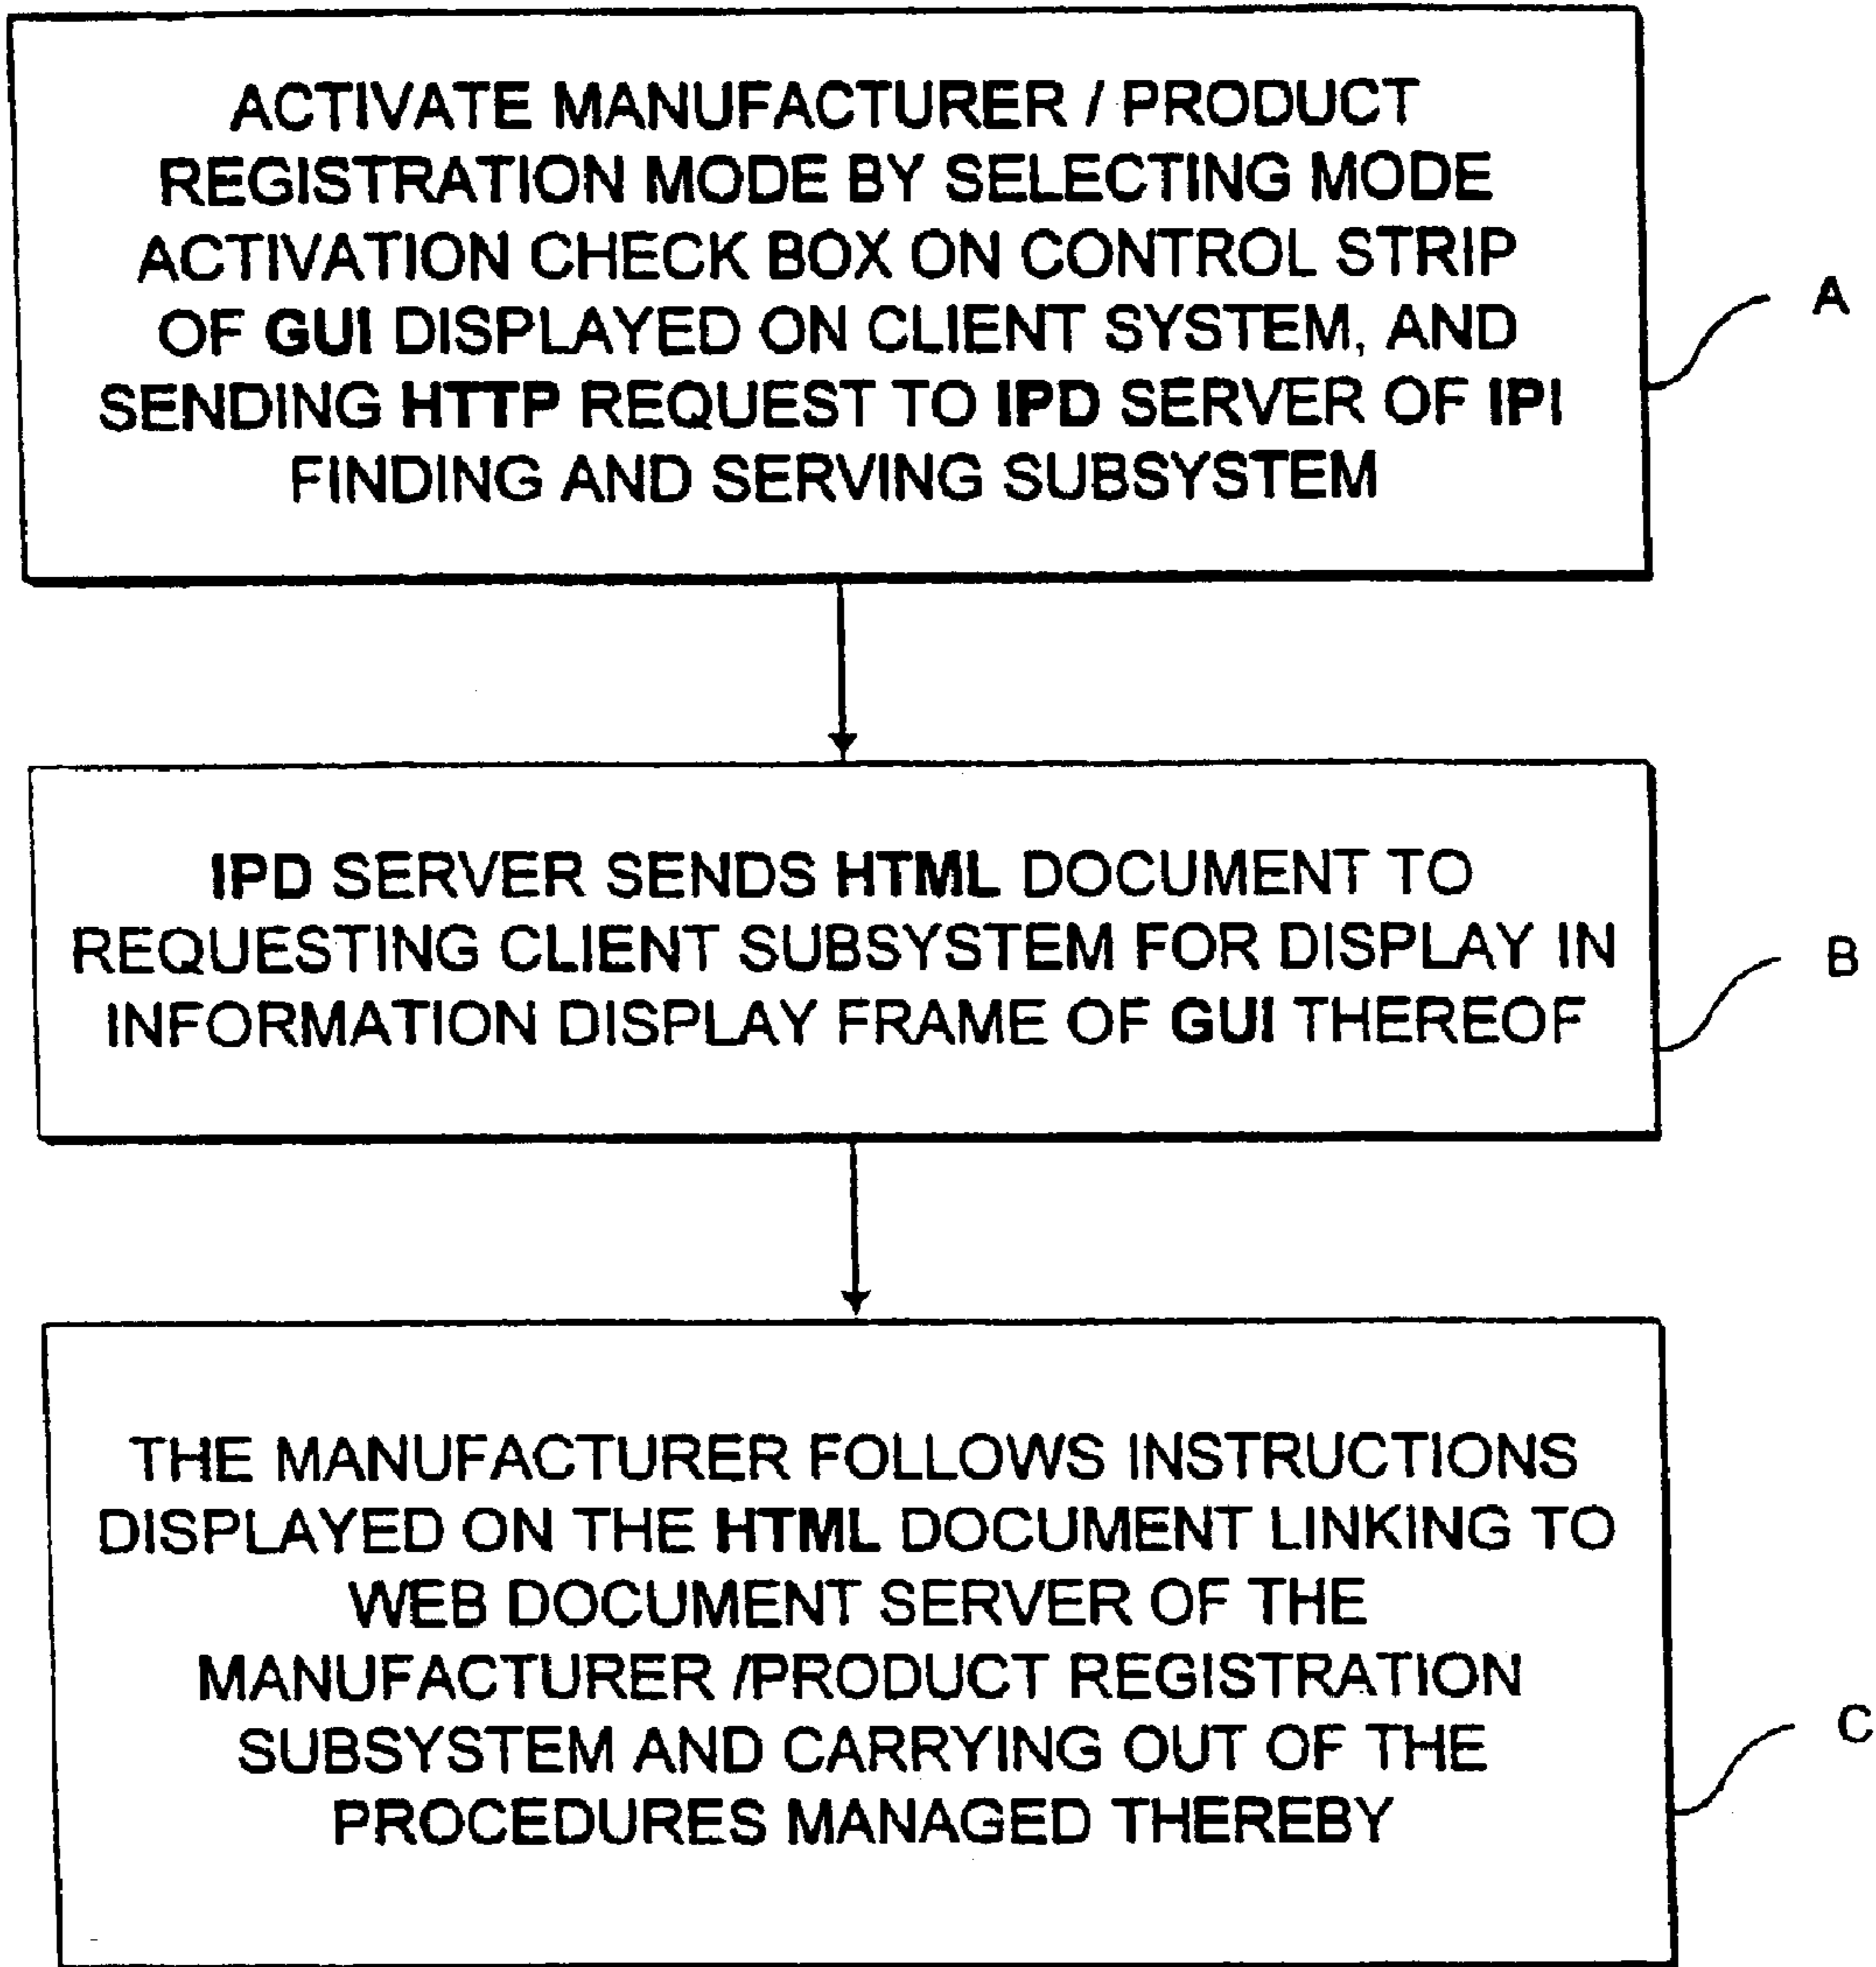 ACTIVATE MANUFACTURER / PRODUCT
REGISTRATION MODE BY SELECTING MODE
ACTIVATION CHECK BOX ON CONTROL STRIP
OF GUI DISPLAYED ON CLIENT SYSTEM, AND
SENDING HTTP REQUEST TO IPD SERVER OF IPI
FINDING AND SERVING SUBSYSTEM
A
IPD SERVER SENDS HTML DOCUMENT TO
REQUESTING CLIENT SUBSYSTEM FOR DISPLAY IN
INFORMATION DISPLAY FRAME OF GUI THEREOF
B
THE MANUFACTURER FOLLOWS INSTRUCTIONS
DISPLAYED ON THE HTML DOCUMENT LINKING TO
WEB DOCUMENT SERVER OF THE
MANUFACTURER /PRODUCT REGISTRATION
SUBSYSTEM AND CARRYING OUT OF THE
PROCEDURES MANAGED THEREBY
C